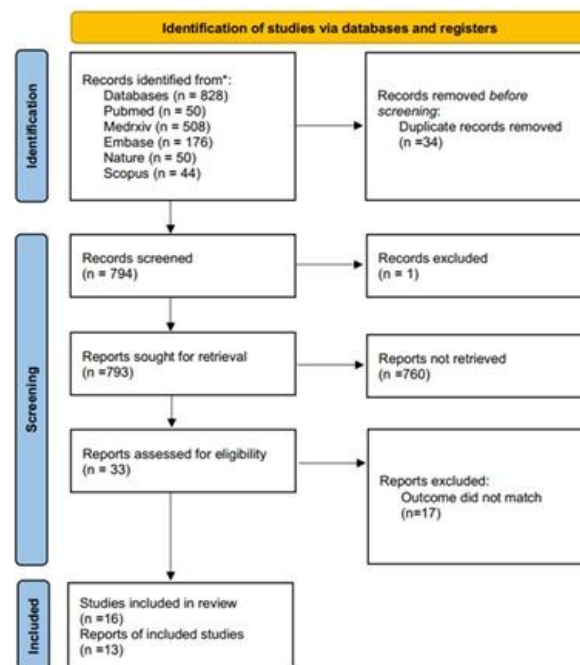 Identification of studies via databases and registers
Identification
Records identified from*:
Databases (n = 828)
Pubmed (n = 50)
Medrxiv (n = 508)
Embase (n = 176)
Nature (n = 50)
Scopus (n = 44)
Records removed before
screening:
Duplicate records removed
(n =34)
Screening
Records screened
(n = 794)
Records excluded
(n = 1)
Reports sought for retrieval
(n =793)
Reports not retrieved
(n =760)
Reports assessed for eligibility
(n = 33)
Reports excluded:
Outcome did not match
(n=17)
Included
Studies included in review
(n =16)
Reports of included studies
(n =13)